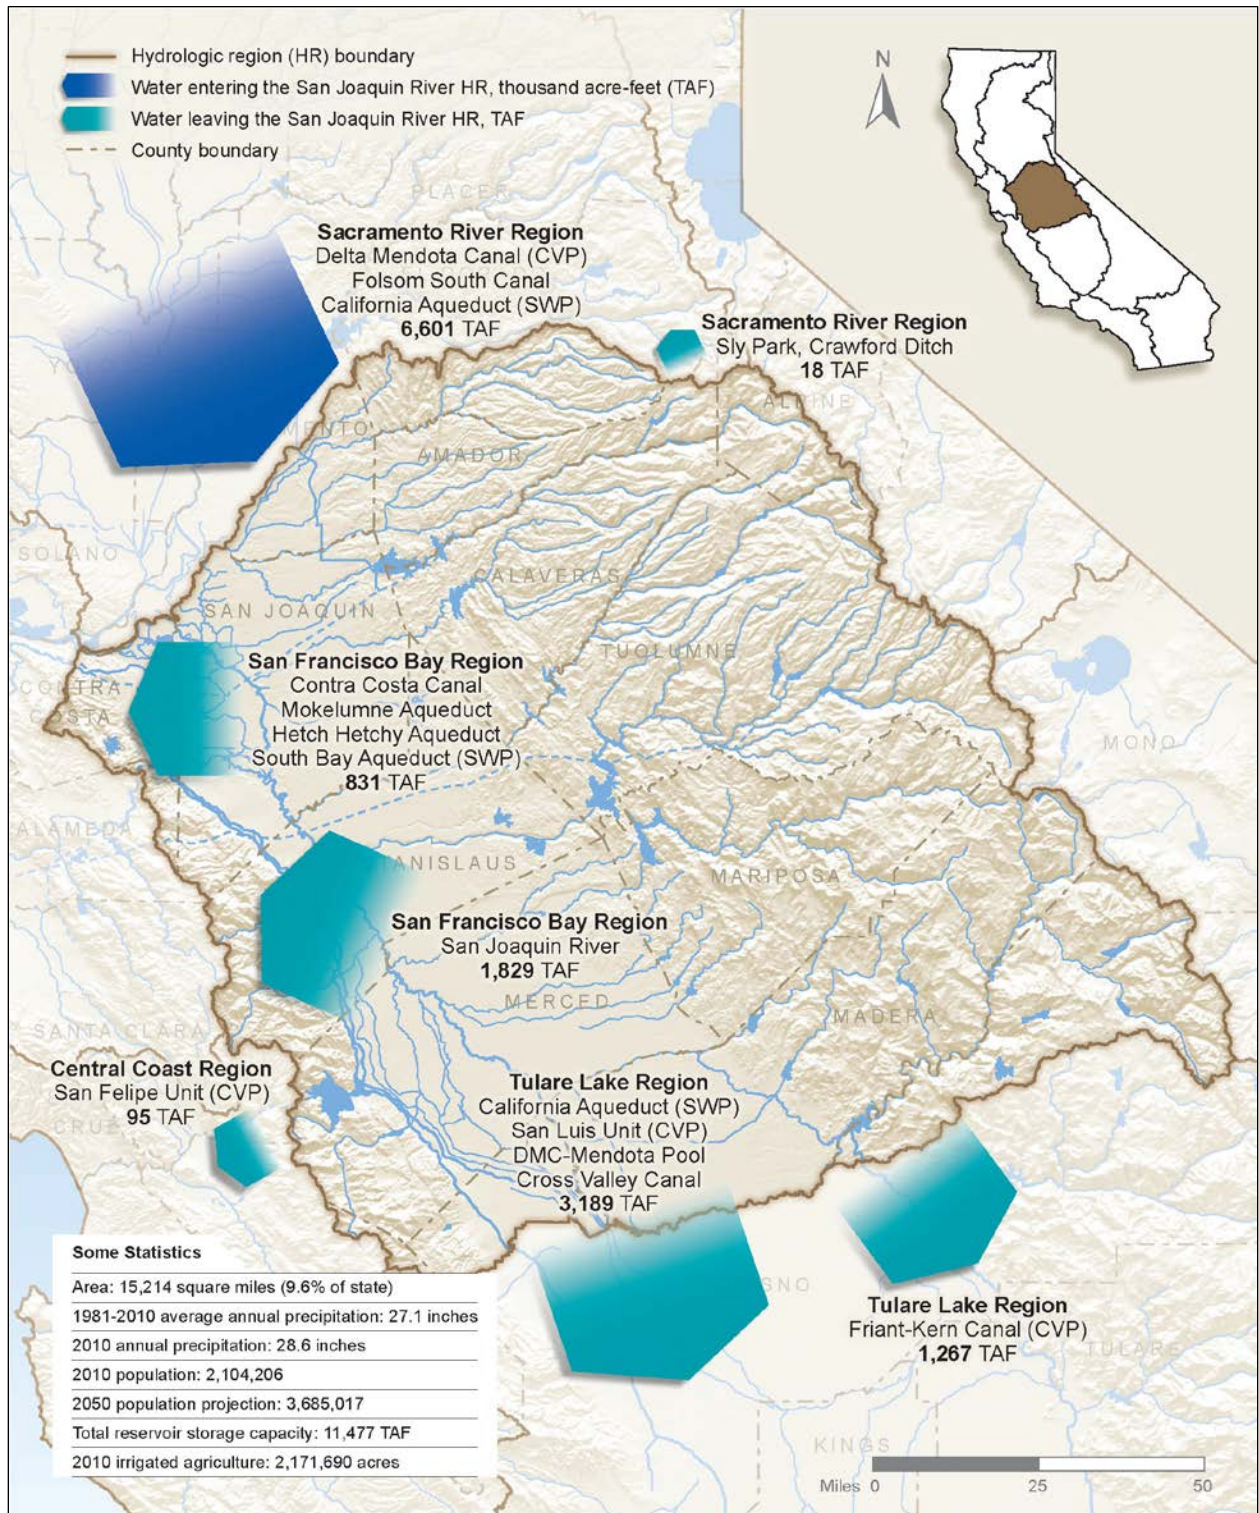 Hydrologic region (HR) boundary
Water entering the San Joaquin River HR, thousand acre-feet (TAF)
Water leaving the San Joaquin River HR, TAF
County boundary
N
PLACER
Sacramento River Region
Delta Mendota Canal (CVP)
Folsom South Canal
California Aqueduct (SWP)
6,601 TAF
Sacramento River Region
Sly Park, Crawford Ditch
18 TAF
ALPINE
MENTO
AMADOR
SOLANO
CALAVERAS
SAN JOAQUIN
TUOLUMNE
San Francisco Bay Region
Contra Costa Canal
Mokelumne Aqueduct
Hetch Hetchy Aqueduct
South Bay Aqueduct (SWP)
831 TAF
CONTRA
COSTA
MONO
ALAMEDA
TANISLAUS
MARIPOSA
San Francisco Bay Region
San Joaquin River
1,829 TAF
MERCED
MADERA
SANTA CLARA
Central Coast Region
San Felipe Unit (CVP)
95 TAF
CRU
Tulare Lake Region
California Aqueduct (SWP)
San Luis Unit (CVP)
DMC-Mendota Pool
Cross Valley Canal
3,189 TAF
SNO
Tulare Lake Region
Friant-Kern Canal (CVP)
1,267 TAF
TULARE
KINGS
Some Statistics
Area: 15,214 square miles (9.6% of state)
1981-2010 average annual precipitation: 27.1 inches
2010 annual precipitation: 28.6 inches
2010 population: 2,104,206
2050 population projection: 3,685,017
Total reservoir storage capacity: 11,477 TAF
2010 irrigated agriculture: 2,171,690 acres
Miles 0 25 50